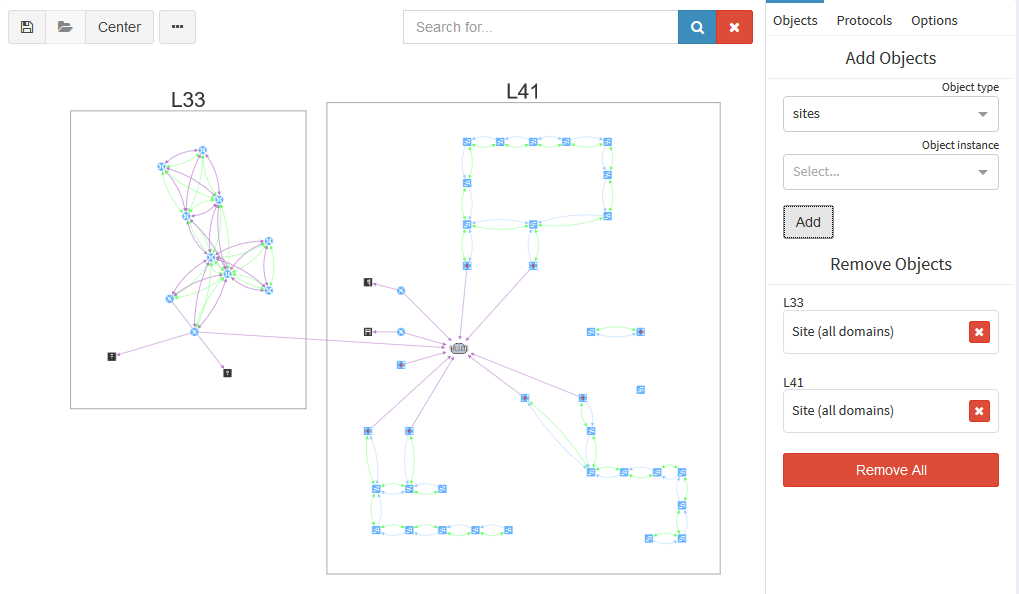 Center
Search for...
Objects Protocols Options
Add Objects
Object type
sites
Object instance
Select...
Add
Remove Objects
L33
Site (all domains)
L41
Site (all domains)
Remove All
L33
L41